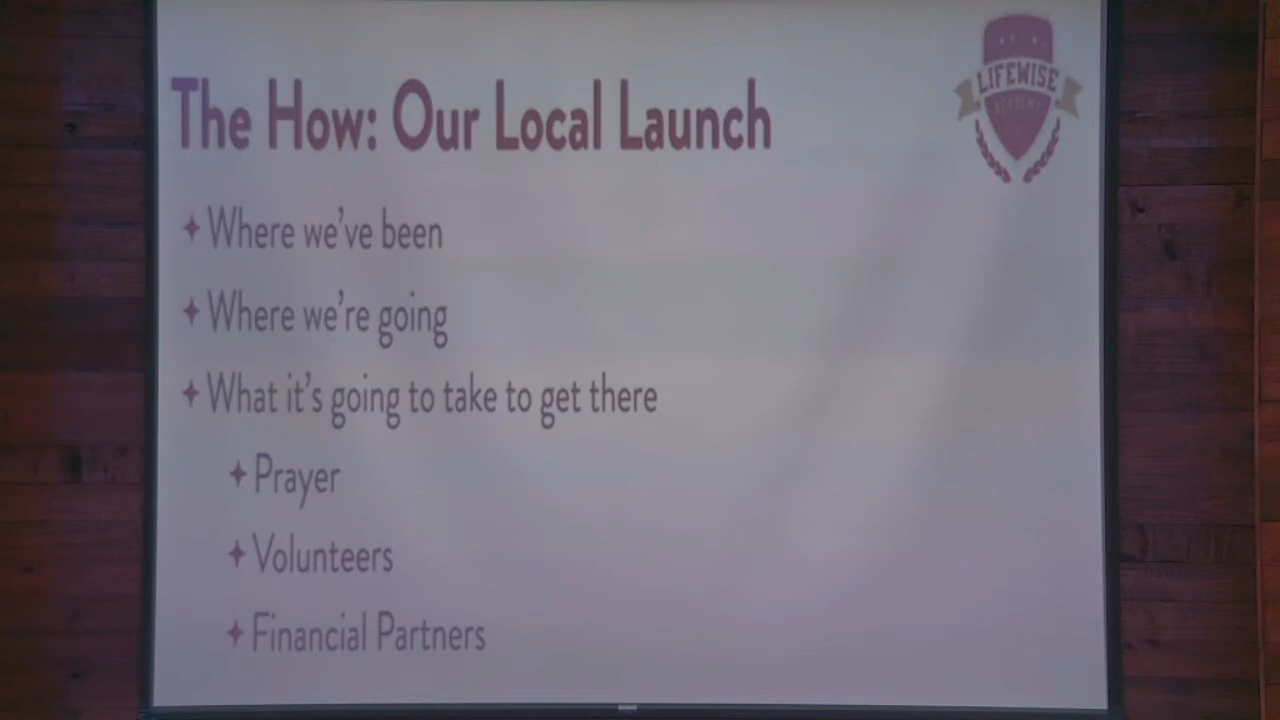 The How: Our Local Launch
LIFEWISE
ACADEMY
Where we've been
Where we're going
What it's going to take to get there
Prayer
Volunteers
Financial Partners